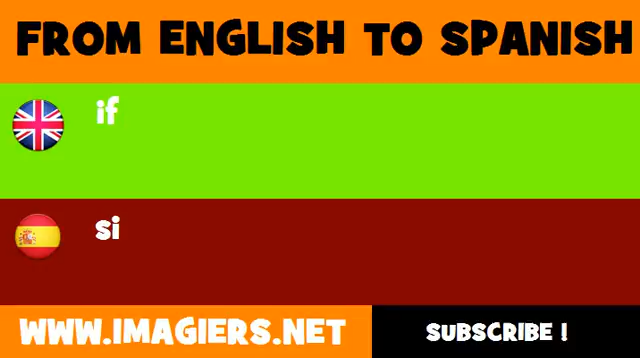 FROM ENGLISH TO SPANISH
if
si
WWW.IMAGIERS.NET
SUBSCRIBE !